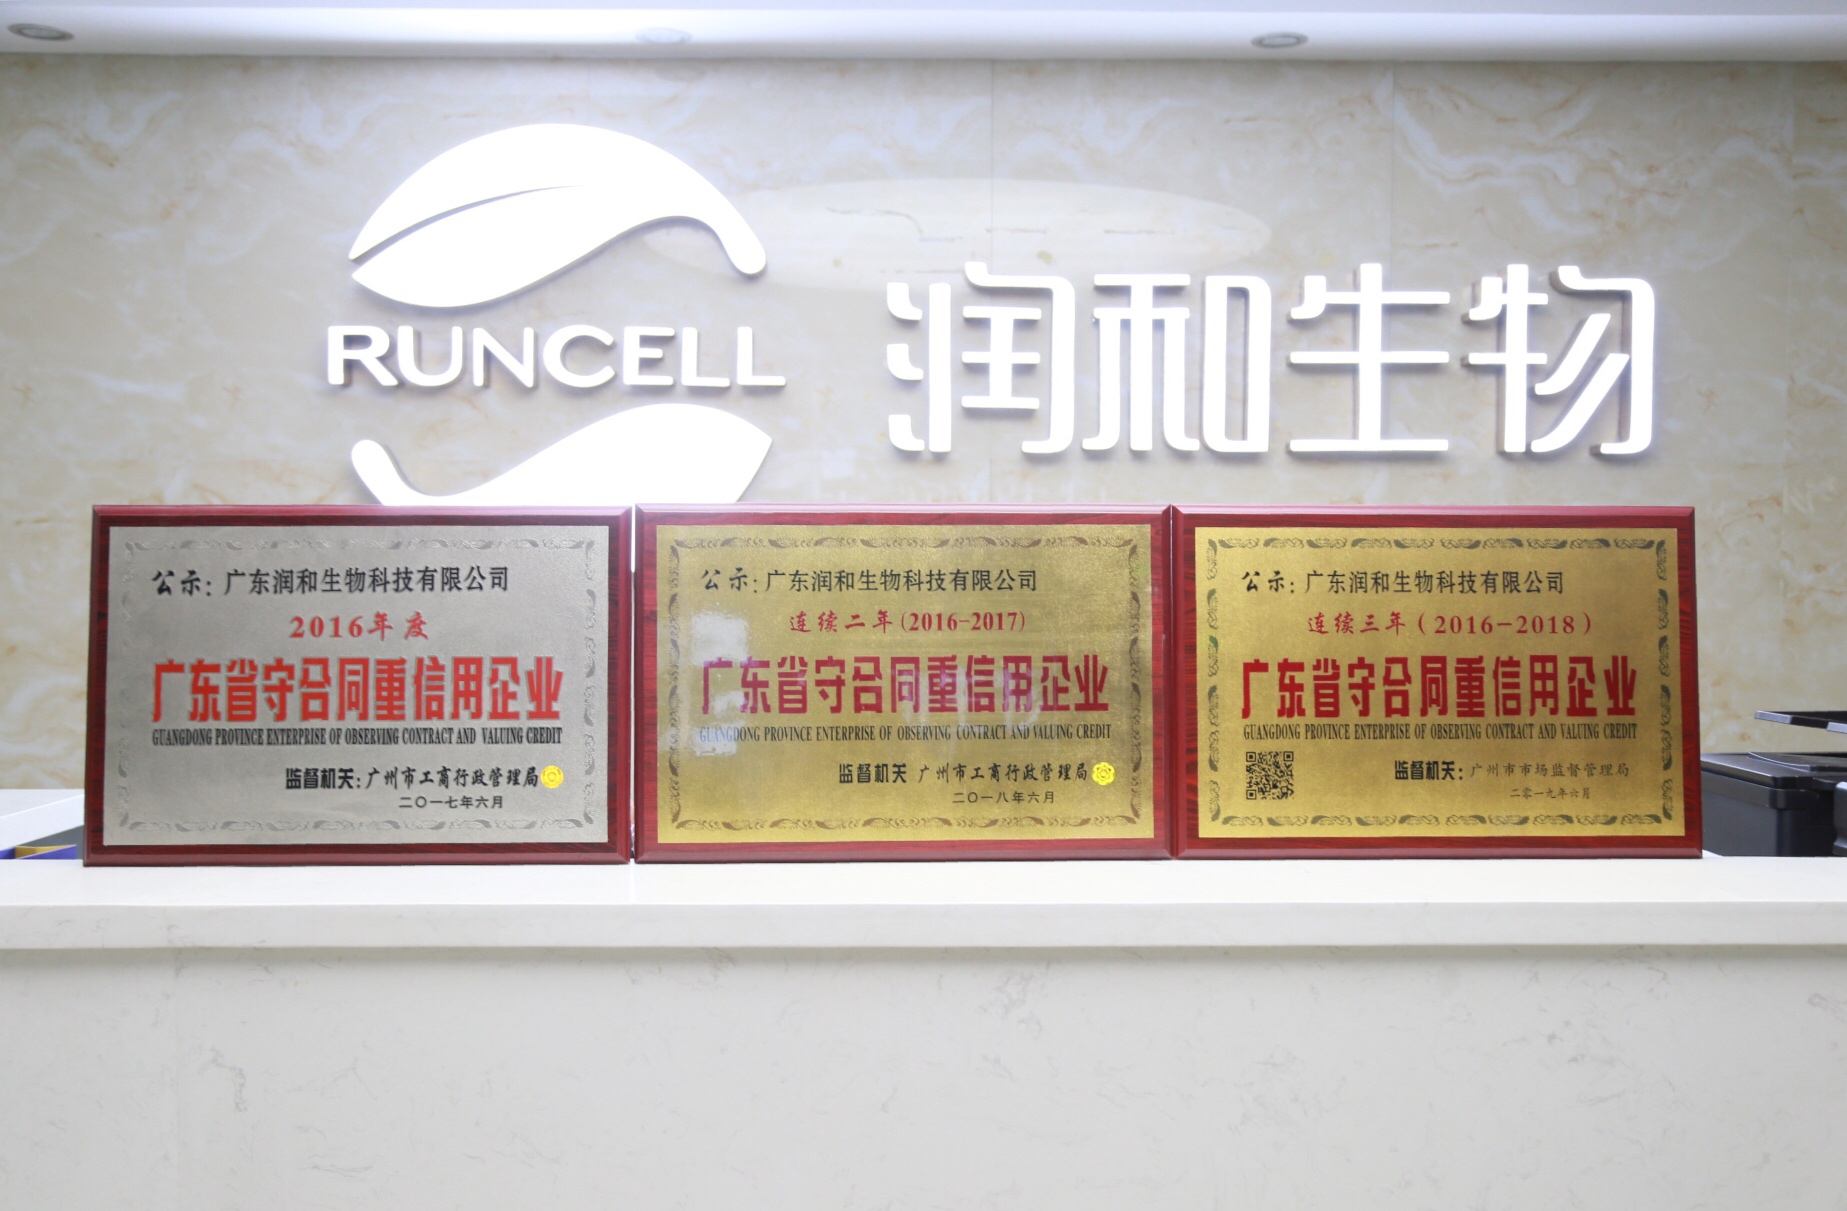 RUNCELL
润和生物
公示：广东润和生物科技有限公司
2016年度
广东省守合同重信用企业
GUANGDONG PROVINCE ENTERPRISE OF OBSERVING CONTRACT AND VALUING CREDIT
监督机关：广州市工商行政管理局
二〇一七年六月
公示：广东润和生物科技有限公司
连续二年(2016-2017)
广东省守合同重信用企业
GUANGDONG PROVINCE ENTERPRISE OF OBSERVING CONTRACT AND VALUING CREDIT
监督机关 广州市工商行政管理局
二〇一八年六月
公示：广东润和生物科技有限公司
连续三年（2016-2018）
广东省守合同重信用企业
GUANGDONG PROVINCE ENTERPRISE OF OBSERVING CONTRACT AND VALUING CREDIT
监督机关：广州市市场监督管理局
二零一九年六月